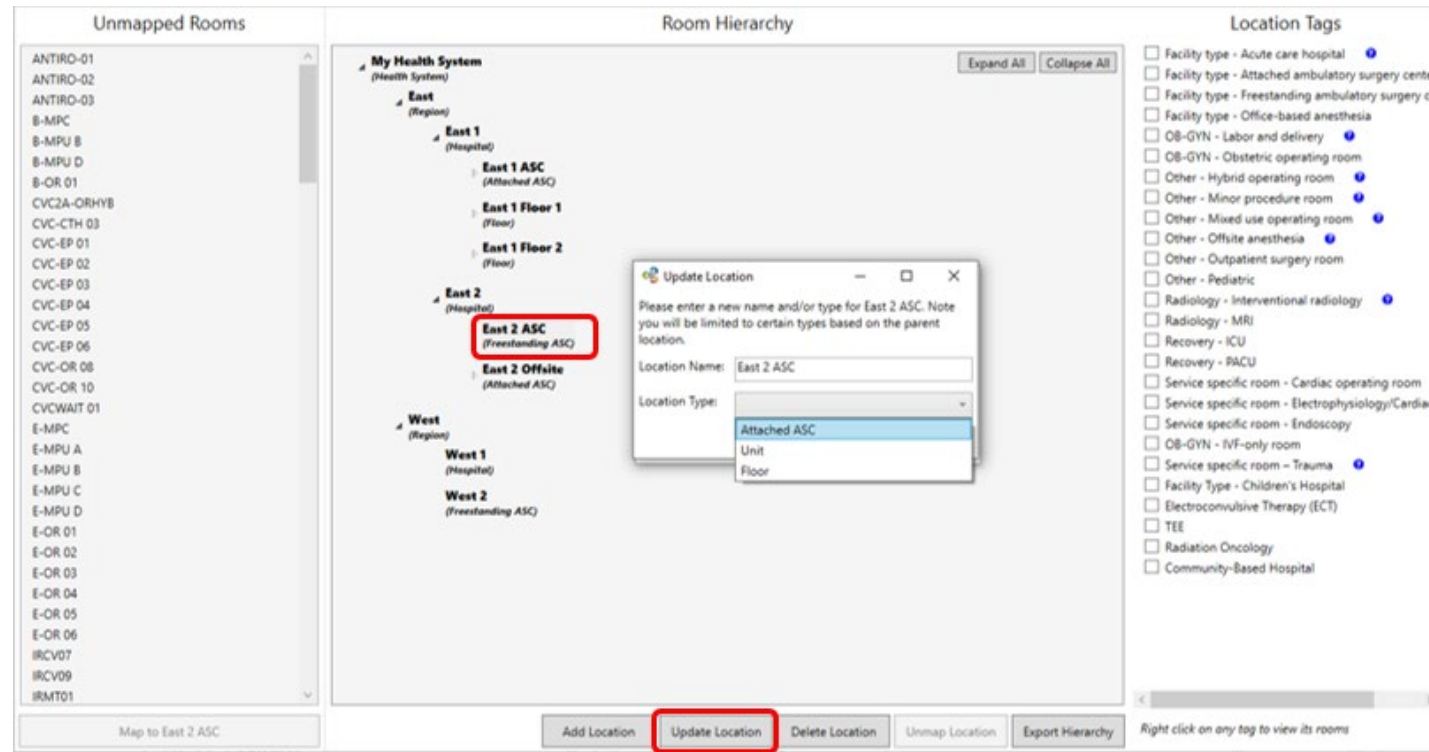 Unmapped Rooms
ANTIRO-01
ANTIRO-02
ANTIRO-03
B-MPC
B-MPU B
B-MPU D
B-OR 01
CVC2A-ORHYB
CVC-CTH 03
CVC-EP 01
CVC-EP 02
CVC-EP 03
CVC-EP 04
CVC-EP 05
CVC-EP 06
CVC-OR 08
CVC-OR 10
CVCWAIT 01
E-MPC
E-MPU A
E-MPU B
E-MPU C
E-MPU D
E-OR 01
E-OR 02
E-OR 03
E-OR 04
E-OR 05
E-OR 06
IRCV07
IRCV09
IRMT01
Map to East 2 ASC
Room Hierarchy
Expand All
Collapse All
My Health System
(Health System)
East
(Region)
East 1
(Hospital)
East 1 ASC
(Attached ASC)
East 1 Floor 1
(Floor)
East 1 Floor 2
(Floor)
East 2
(Hospital)
East 2 ASC
(Freestanding ASC)
East 2 Offsite
(Attached ASC)
West
(Region)
West 1
(Hospital)
West 2
(Freestanding ASC)
Update Location
Please enter a new name and/or type for East 2 ASC. Note
you will be limited to certain types based on the parent
location.
Location Name: East 2 ASC
Location Type:
Attached ASC
Unit
Floor
Add Location
Update Location
Delete Location
Unmap Location
Export Hierarchy
Location Tags
Facility type - Acute care hospital ?
Facility type - Attached ambulatory surgery cente
Facility type - Freestanding ambulatory surgery c
Facility type - Office-based anesthesia
OB-GYN - Labor and delivery ?
OB-GYN - Obstetric operating room
Other - Hybrid operating room ?
Other - Minor procedure room ?
Other - Mixed use operating room ?
Other - Offsite anesthesia ?
Other - Outpatient surgery room
Other - Pediatric
Radiology - Interventional radiology ?
Radiology - MRI
Recovery - ICU
Recovery - PACU
Service specific room - Cardiac operating room
Service specific room - Electrophysiology/Cardia
Service specific room - Endoscopy
OB-GYN - IVF-only room
Service specific room – Trauma ?
Facility Type - Children's Hospital
Electroconvulsive Therapy (ECT)
TEE
Radiation Oncology
Community-Based Hospital
Right click on any tag to view its rooms